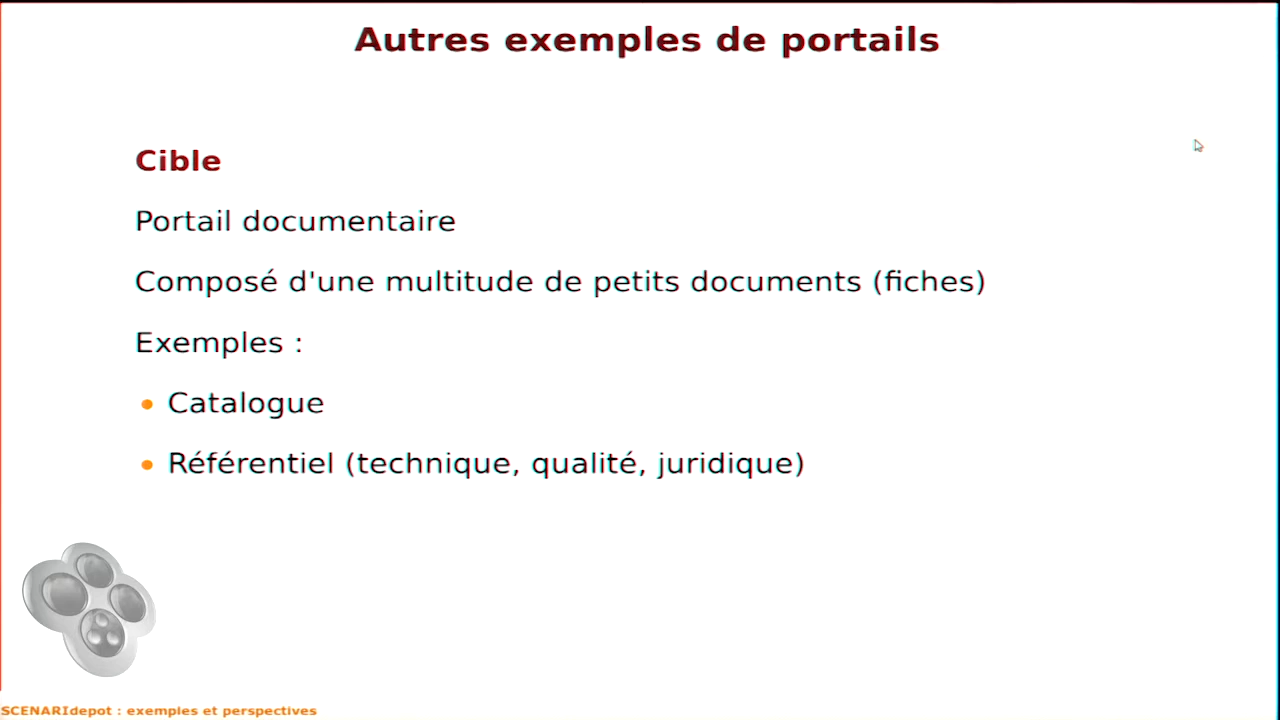 Autres exemples de portails
Cible
Portail documentaire
Composé d'une multitude de petits documents (fiches)
Exemples :
• Catalogue
• Référentiel (technique, qualité, juridique)
SCENARIdepot : exemples et perspectives